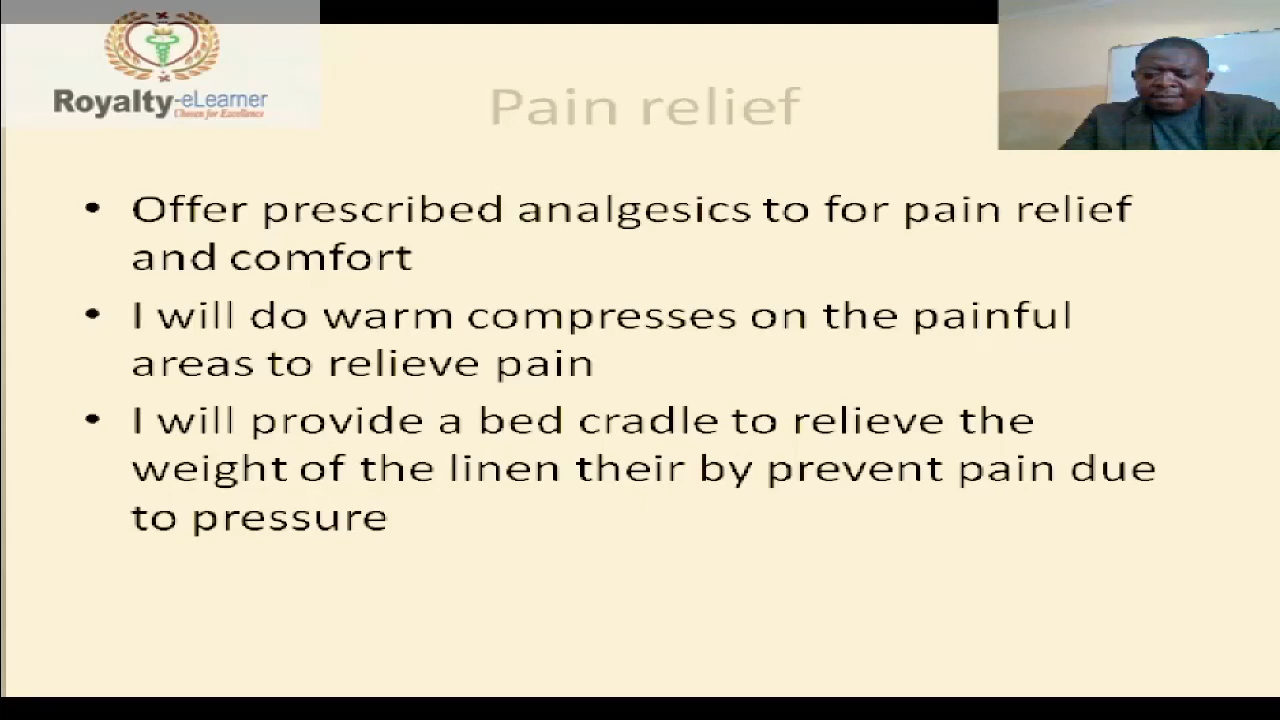 Royalty-eLearner
Chosen for Excellence
Pain relief
• Offer prescribed analgesics to for pain relief
and comfort
• I will do warm compresses on the painful
areas to relieve pain
• I will provide a bed cradle to relieve the
weight of the linen their by prevent pain due
to pressure